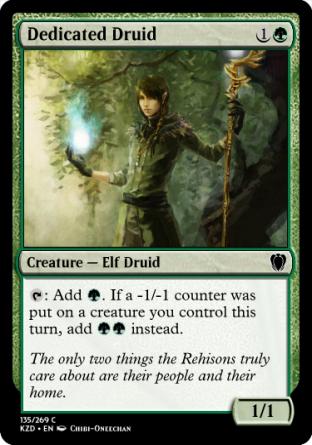 Dedicated Druid 1
Creature — Elf Druid
: Add . If a -1/-1 counter was
put on a creature you control this
turn, add instead.
The only two things the Rehisons truly
care about are their people and their
home.
1/1
135/269 C
KZD • EN Chibi-Oneechan